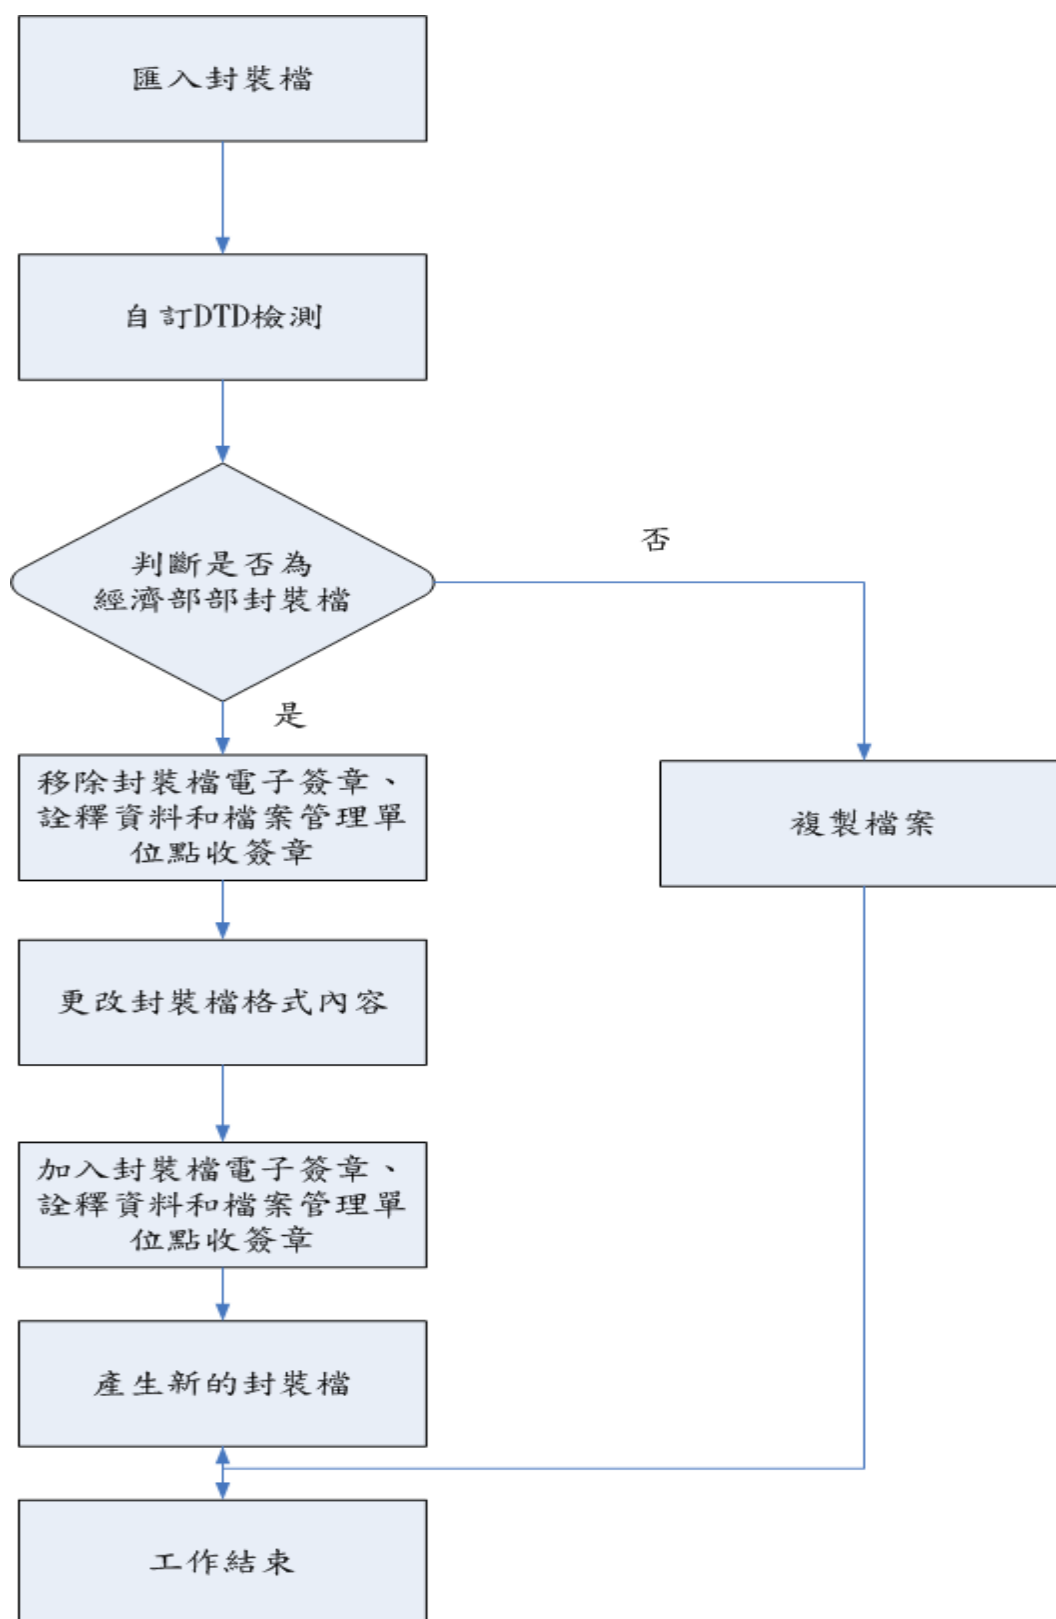 匯入封裝檔
自訂DTD檢測
判斷是否為
經濟部部封裝檔
否
是
移除封裝檔電子簽章、
詮釋資料和檔案管理單
位點收簽章
複製檔案
更改封裝檔格式內容
加入封裝檔電子簽章、
詮釋資料和檔案管理單
位點收簽章
產生新的封裝檔
工作結束